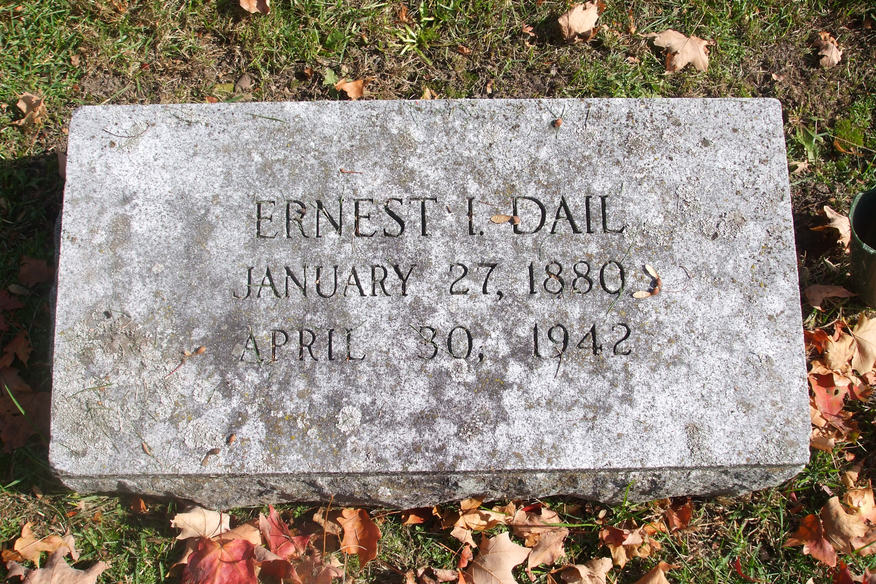 ERNEST I. DAIL
JANUARY 27, 1880
APRIL 30, 1942